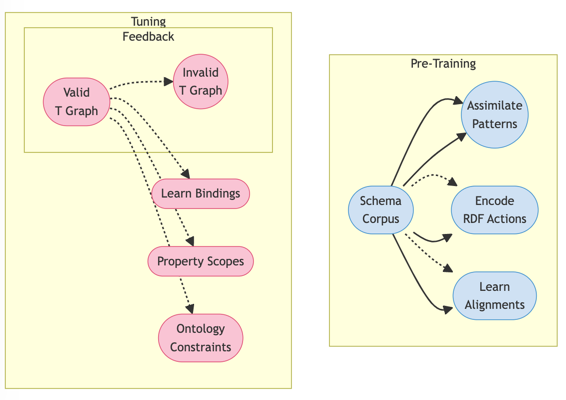 Tuning
Feedback
Valid
T Graph
Invalid
T Graph
Learn Bindings
Property Scopes
Ontology
Constraints
Pre-Training
Schema
Corpus
Assimilate
Patterns
Encode
RDF Actions
Learn
Alignments